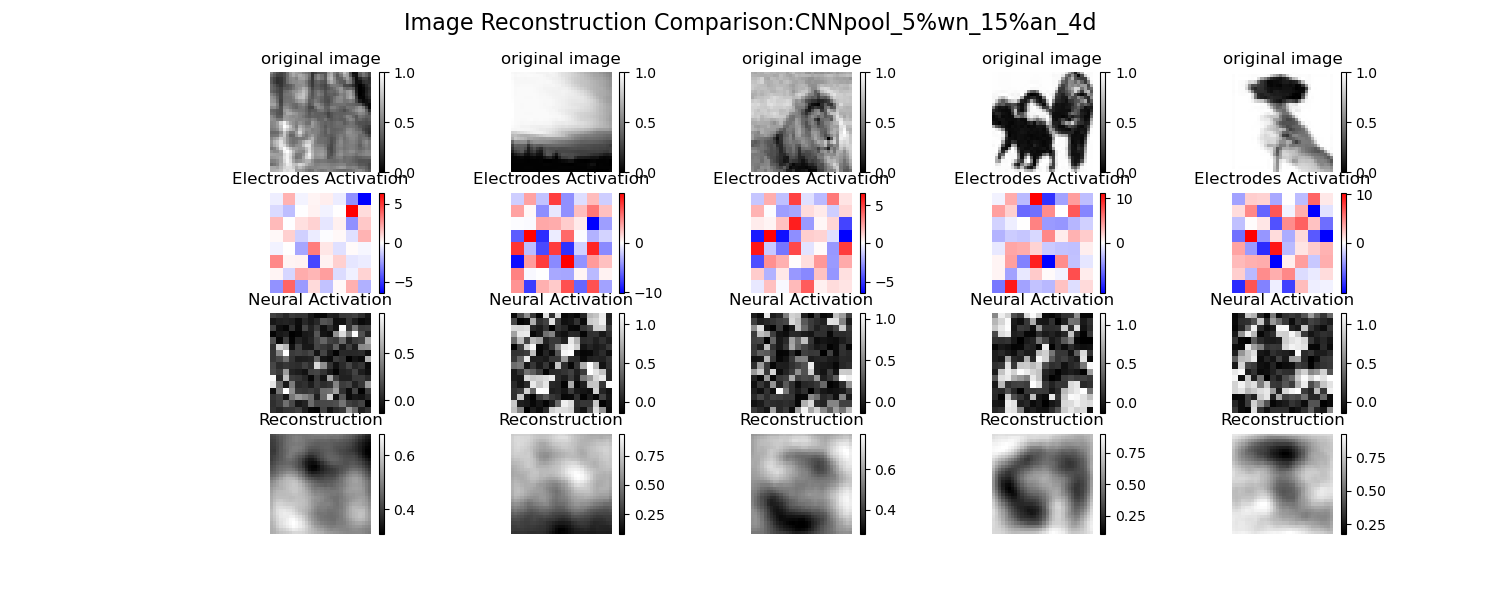 Image Reconstruction Comparison:CNNpool_5%wn_15%an_4d
original image original image original image original image original image
1.0 1.0 1.0 1.0 1.0
0.5 0.5 0.5 0.5 0.5
0.0 0.0 0.0 0.0 0.0
Electrodes Activation Electrodes Activation Electrodes Activation Electrodes Activation Electrodes Activation
5 5 10 10
0 0 0 0 0
−5 −10 −5
Neural Activation Neural Activation Neural Activation Neural Activation Neural Activation
0.5 1.0 1.0 1.0 1.0
0.0 0.5 0.5 0.5 0.5
0.0 0.0 0.0 0.0
Reconstruction Reconstruction Reconstruction Reconstruction Reconstruction
0.6 0.75 0.6 0.75 0.75
0.4 0.50 0.4 0.50 0.50
0.25 0.25 0.25